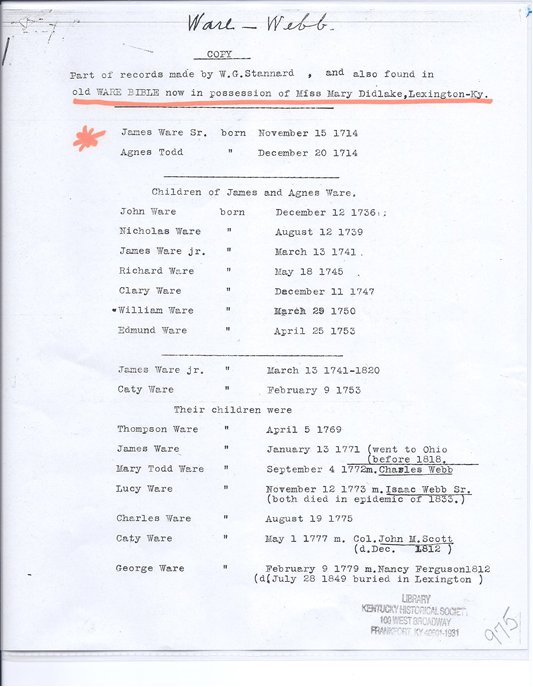 Ware - Webb.
COPY
Part of records made by W.G.Stannard , and also found in
old WARE BIBLE now in possession of Miss Mary Didlake,Lexington-Ky.
James Ware Sr. born November 15 1714
Agnes Todd " December 20 1714
Children of James and Agnes Ware.
John Ware born December 12 1736 ;
Nicholas Ware " August 12 1739
James Ware jr. " March 13 1741 .
Richard Ware " May 18 1745 .
Clary Ware " December 11 1747
William Ware " March 29 1750
Edmund Ware " April 25 1753
James Ware jr. " March 13 1741-1820
Caty Ware " February 9 1753
Their children were
Thompson Ware " April 5 1769
James Ware " January 13 1771 (went to Ohio
(before 1818.
Mary Todd Ware " September 4 1772m.Charles Webb
Lucy Ware " November 12 1773 m.Isaac Webb Sr.
(both died in epidemic of 1833.)
Charles Ware " August 19 1775
Caty Ware " May 1 1777 m. Col.John M.Scott
(d.Dec. 1812 )
George Ware " February 9 1779 m.Nancy Ferguson1812
(d(July 28 1849 buried in Lexington )
LIBRARY
KENTUCKY HISTORICAL SOCIETY
100 WEST BROADWAY
FRANKFORT, KY 40601-1931
975